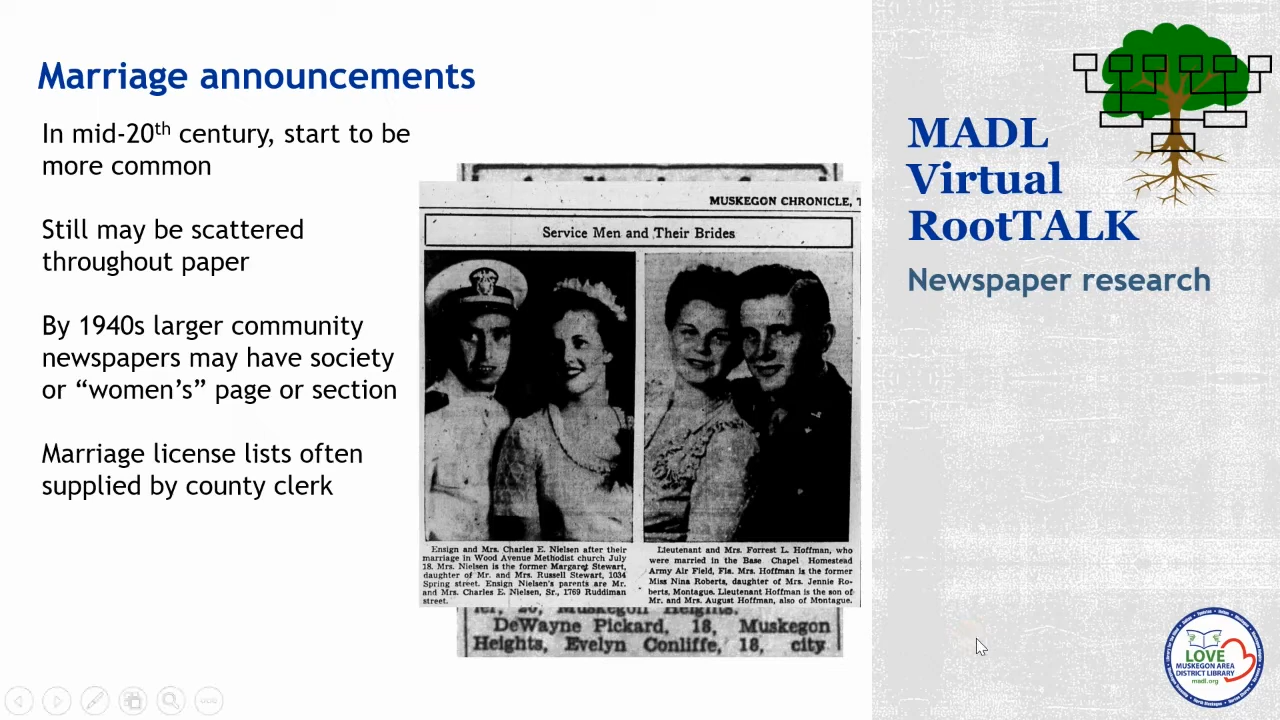 Marriage announcements
In mid-20th century, start to be
more common
Still may be scattered
throughout paper
By 1940s larger community
newspapers may have society
or “women’s” page or section
Marriage license lists often
supplied by county clerk
MUSKEGON CHRONICLE,
Service Men and Their Brides
Ensign and Mrs. Charles E. Nielsen after their
marriage in Wood Avenue Methodist church July
18. Mrs. Nielsen is the former Margaret Stewart,
daughter of Mr. and Mrs. Russell Stewart, 1034
Spring street. Ensign Nielsen's parents are Mr.
and Mrs. Charles E. Nielsen, Sr., 1769 Ruddiman
street.
Lieutenant and Mrs. Forrest L. Hoffman, who
were married in the Base Chapel Homestead
Army Air Field, Fla. Mrs. Hoffman is the former
Miss Nina Roberts, daughter of Mrs. Jennie Ro-
berts, Montague. Lieutenant Hoffman is the son of
Mr. and Mrs. August Hoffman, also of Montague.
20, Muskegon Heights.
DeWayne Pickard, 18, Muskegon
Heights, Evelyn Conliffe, 18, city
MADL
Virtual
RootTALK
Newspaper research
LOVE
MUSKEGON AREA
DISTRICT LIBRARY
madl.org